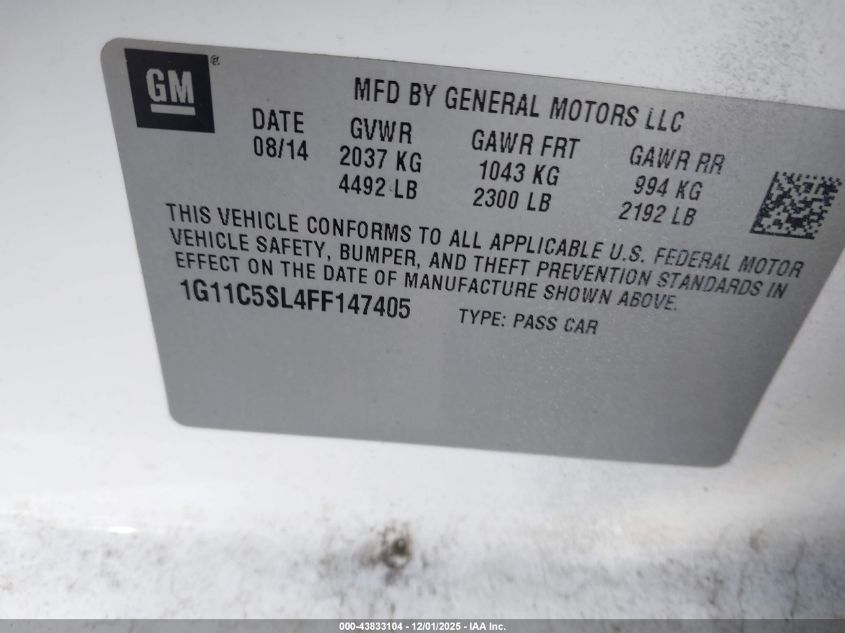 GM®
MFD BY GENERAL MOTORS LLC
DATE GVWR GAWR FRT GAWR RR
08/14 2037 KG 1043 KG 994 KG
4492 LB 2300 LB 2192 LB
THIS VEHICLE CONFORMS TO ALL APPLICABLE U.S. FEDERAL MOTOR
VEHICLE SAFETY, BUMPER, AND THEFT PREVENTION STANDARDS IN
EFFECT ON THE DATE OF MANUFACTURE SHOWN ABOVE.
1G11C5SL4FF147405 TYPE: PASS CAR
000-43833104 - 12/01/2025 - IAA Inc.